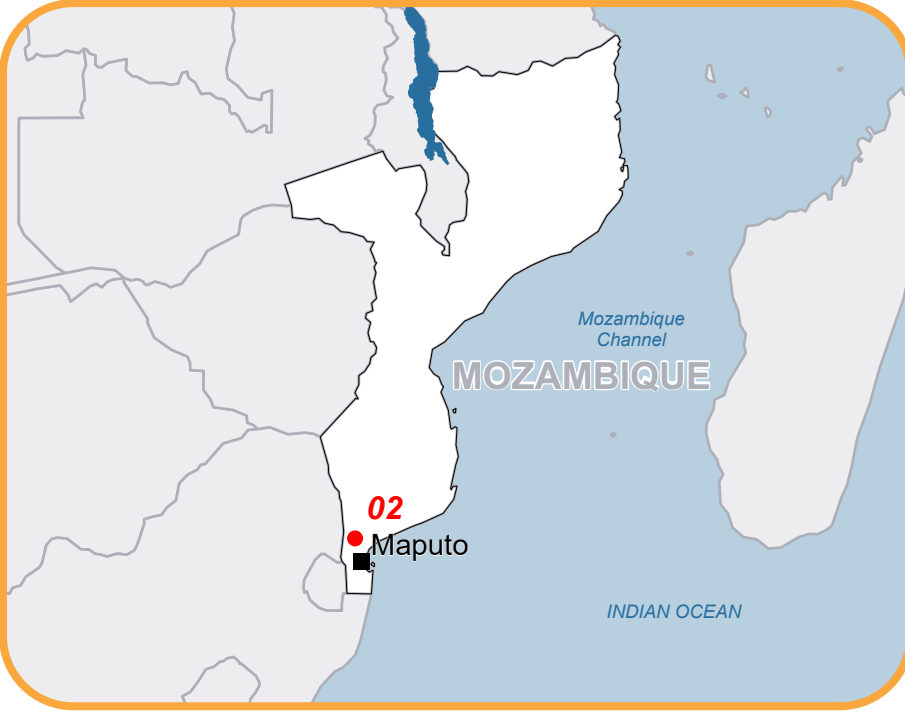 Mozambique
Channel
MOZAMBIQUE
02
Maputo
INDIAN OCEAN